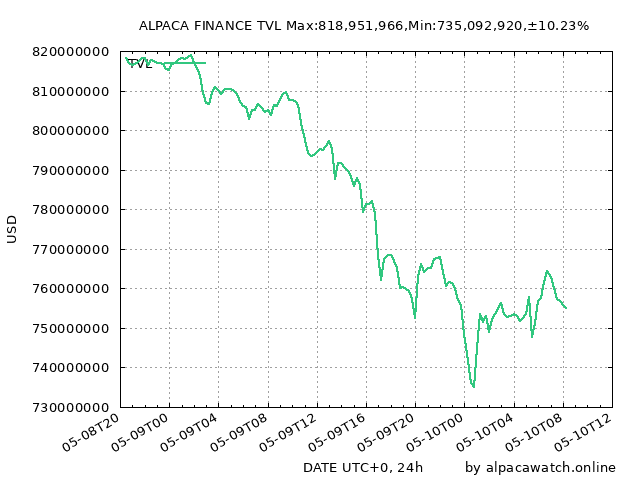 ALPACA FINANCE TVL Max:818,951,966,Min:735,092,920,±10.23%
820000000
TVL
810000000
800000000
790000000
780000000
770000000
760000000
750000000
740000000
730000000
USD
05-08T20
05-09T00
05-09T04
05-09T08
05-09T12
05-09T16
05-09T20
05-10T00
05-10T04
05-10T08
05-10T12
DATE UTC+0, 24h
by alpacawatch.online